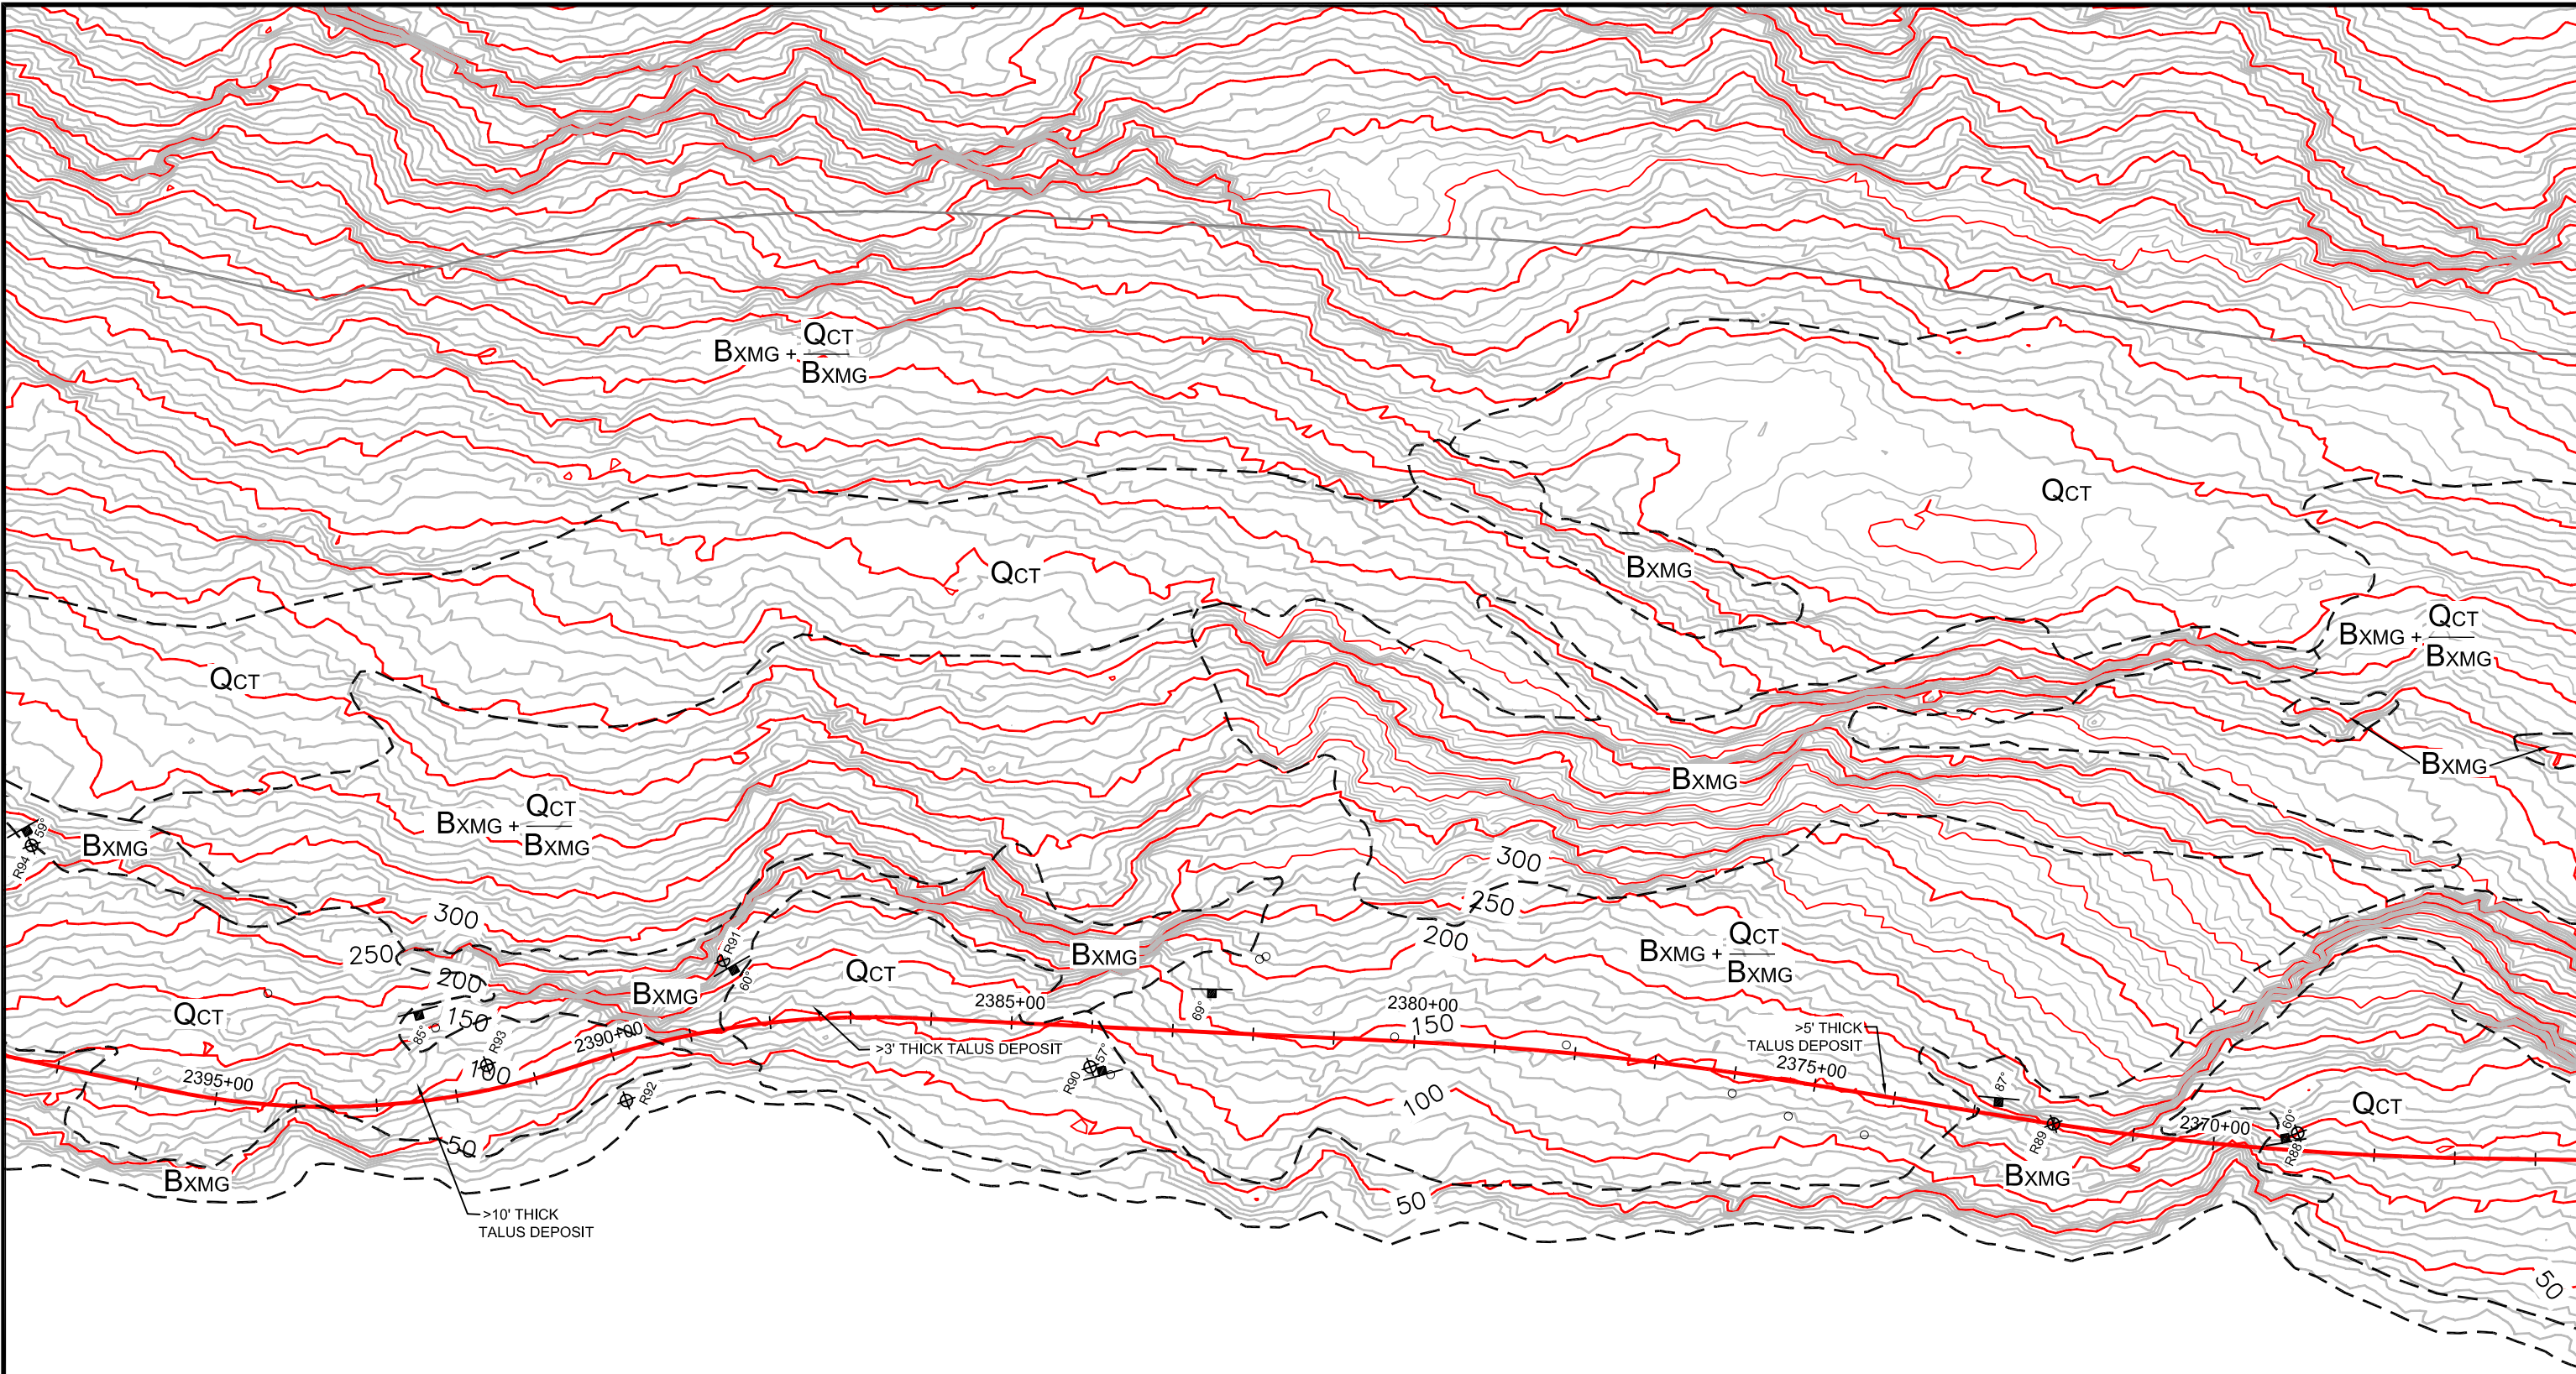 QCT
BXMG + BXMG
QCT
QCT
BXMG
QCT
BXMG + BXMG
QCT
BXMG
BXMG
QCT
BXMG + BXMG
BXMG
59°
R94
300
250
200
150
100
50
300
250
200
150
100
50
50
QCT
BXMG + BXMG
R91
60°
QCT
BXMG
BXMG
QCT
85°
R93
2395+00
2390+00
2385+00
2380+00
2375+00
2370+00
>3' THICK TALUS DEPOSIT
>5' THICK
TALUS DEPOSIT
69°
57°
R90
R92
87°
R89
60°
R88
QCT
BXMG
BXMG
>10' THICK
TALUS DEPOSIT